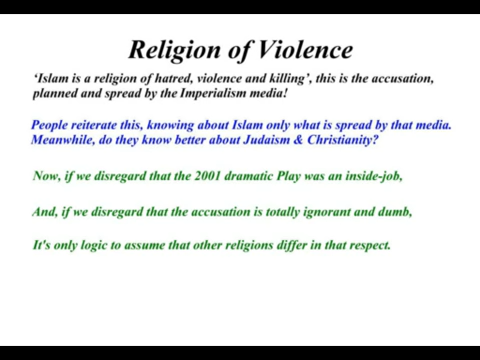 Religion of Violence
‘Islam is a religion of hatred, violence and killing’, this is the accusation,
planned and spread by the Imperialism media!
People reiterate this, knowing about Islam only what is spread by that media.
Meanwhile, do they know better about Judaism & Christianity?
Now, if we disregard that the 2001 dramatic Play was an inside-job,
And, if we disregard that the accusation is totally ignorant and dumb,
It's only logic to assume that other religions differ in that respect.